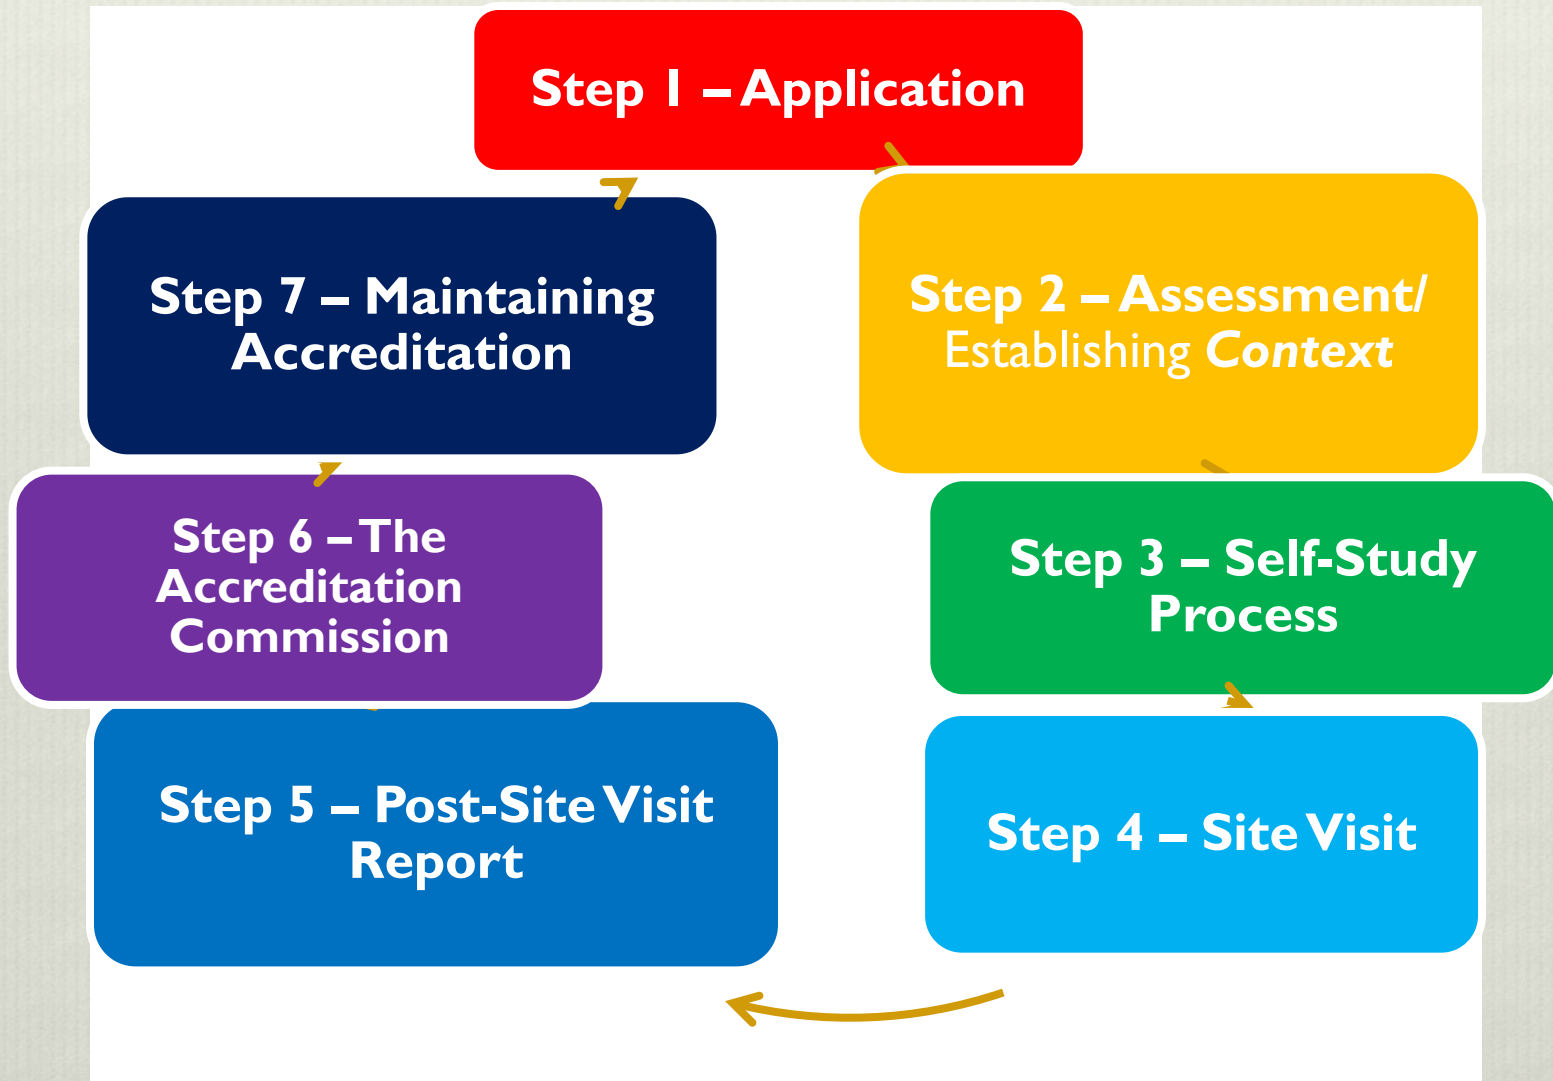 Step 1 – Application
Step 2 – Assessment/
Establishing Context
Step 3 – Self-Study
Process
Step 4 – Site Visit
Step 5 – Post-Site Visit
Report
Step 6 – The
Accreditation
Commission
Step 7 – Maintaining
Accreditation